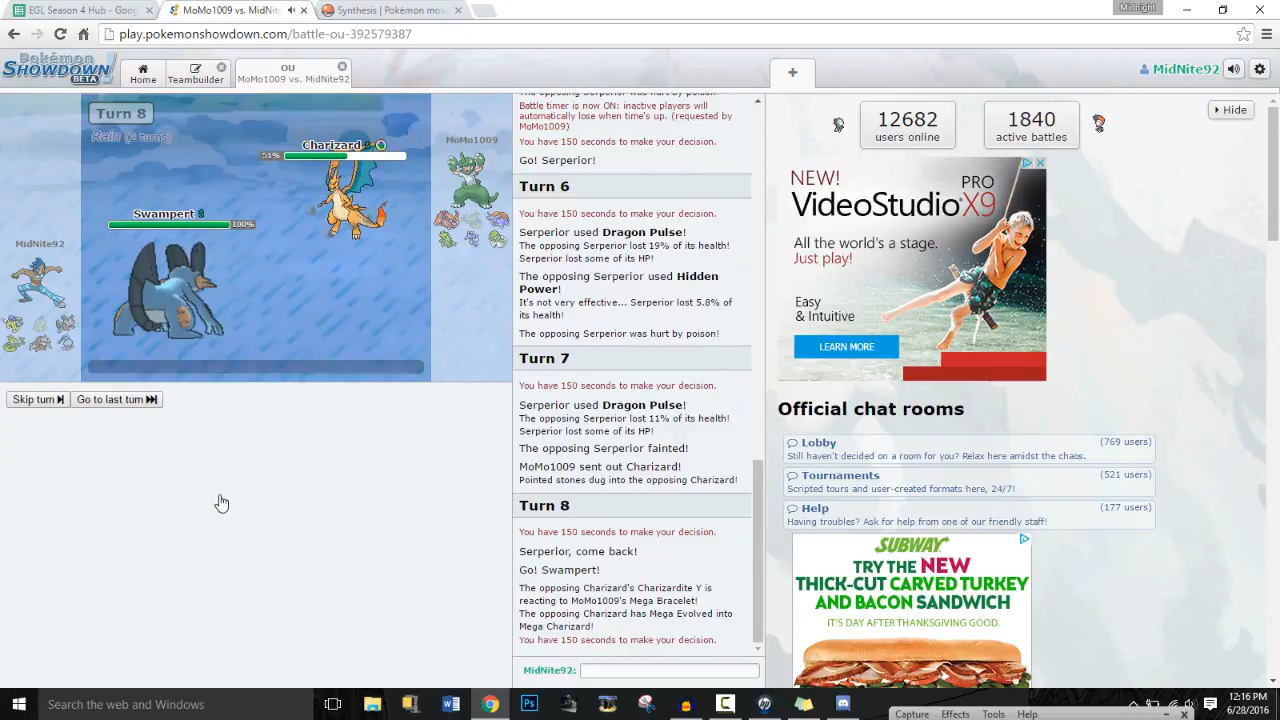 EGL Season 4 Hub - Goog
MoMo1009 vs. MidNit
Synthesis | Pokémon mo
Midnight
play.pokemonshowdown.com/battle-ou-392579387
Pokémon
SHOWDOWN
BETA
Home
Teambuilder
OU
MoMo1009 vs. MidNite92
+
MidNite92
Turn 8
Rain (2 turns)
Charizard
51%
Swampert
100%
MidNite92
MoMo1009
Skip turn
Go to last turn
Battle timer is now ON: inactive players will
automatically lose when time's up. (requested by
MoMo1009)
You have 150 seconds to make your decision.
Go! Serperior!
Turn 6
You have 150 seconds to make your decision.
Serperior used Dragon Pulse!
The opposing Serperior lost 19% of its health!
Serperior lost some of its HP!
The opposing Serperior used Hidden
Power!
It's not very effective... Serperior lost 5.8% of
its health!
The opposing Serperior was hurt by poison!
Turn 7
You have 150 seconds to make your decision.
Serperior used Dragon Pulse!
The opposing Serperior lost 11% of its health!
Serperior lost some of its HP!
The opposing Serperior fainted!
MoMo1009 sent out Charizard!
Pointed stones dug into the opposing Charizard!
Turn 8
You have 150 seconds to make your decision.
Serperior, come back!
Go! Swampert!
The opposing Charizard's Charizardite Y is
reacting to MoMo1009's Mega Bracelet!
The opposing Charizard has Mega Evolved into
Mega Charizard!
You have 150 seconds to make your decision.
MidNite92:
12682
users online
1840
active battles
Hide
NEW!
VideoStudio PRO X9
All the world's a stage.
Just play!
Easy
& Intuitive
LEARN MORE
Official chat rooms
Lobby (769 users)
Still haven't decided on a room for you? Relax here amidst the chaos.
Tournaments (521 users)
Scripted tours and user-created formats here, 24/7!
Help (177 users)
Having troubles? Ask for help from one of our friendly staff!
SUBWAY
TRY THE NEW
THICK-CUT CARVED TURKEY
AND BACON SANDWICH
IT'S DAY AFTER THANKSGIVING GOOD.
Search the web and Windows
12:16 PM
6/28/2016
Capture Effects Tools Help